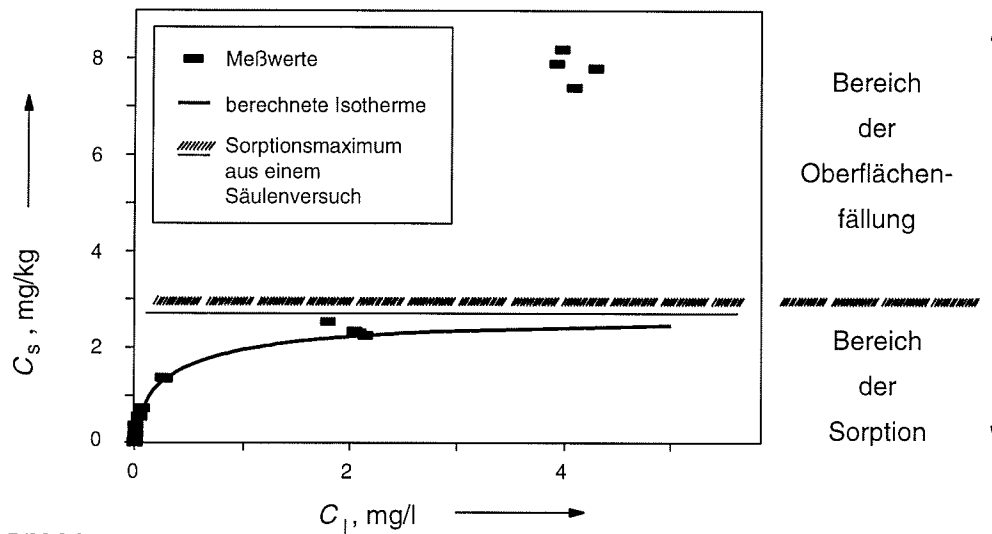 8
6
4
2
0
C_s, mg/kg
Meßwerte
berechnete Isotherme
Sorptionsmaximum
aus einem
Säulenversuch
Bereich
der
Oberflächen-
fällung
Bereich
der
Sorption
0
2
4
C_l, mg/l